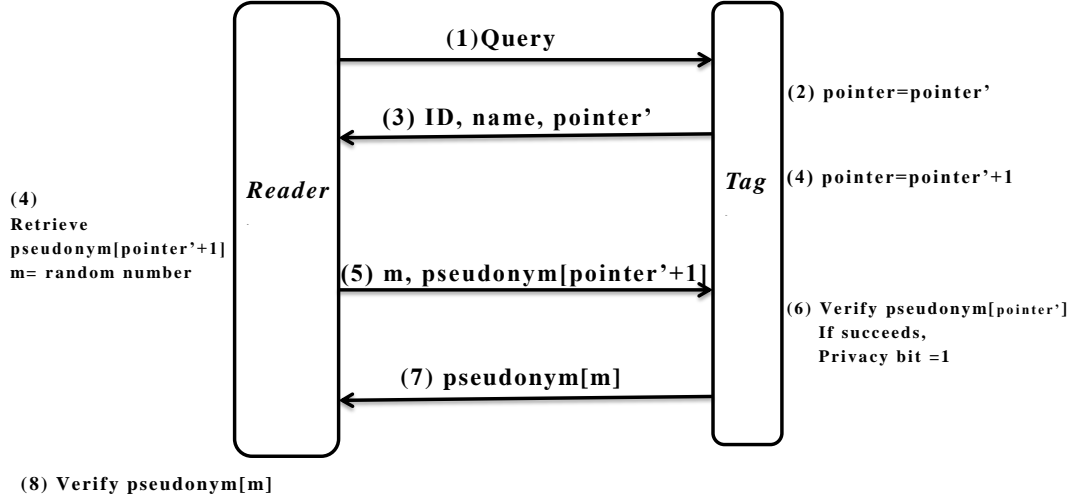 (1)Query
(2) pointer=pointer’
(3) ID, name, pointer’
Reader
Tag
(4) pointer=pointer’+1
(4)
Retrieve
pseudonym[pointer’+1]
m= random number
(5) m, pseudonym[pointer’+1]
(6) Verify pseudonym[pointer’]
If succeeds,
Privacy bit =1
(7) pseudonym[m]
(8) Verify pseudonym[m]